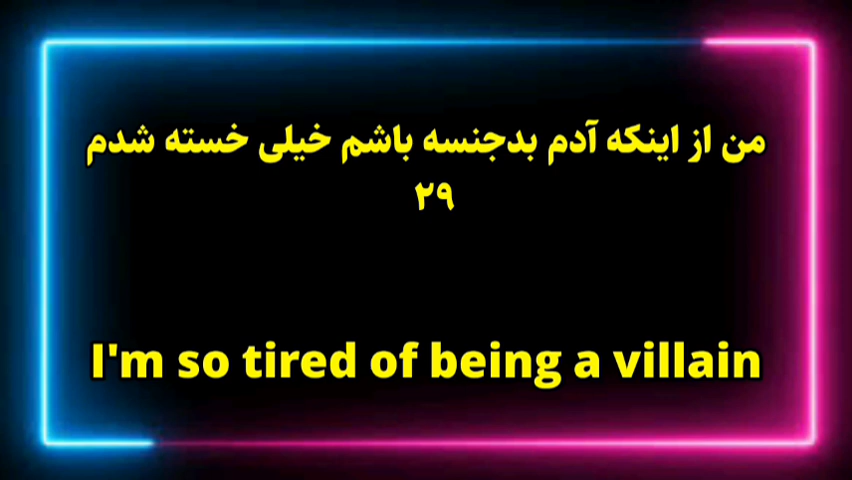 من از اینکه آدم بدجنسه باشم خیلی خسته شدم
۲۹
I'm so tired of being a villain